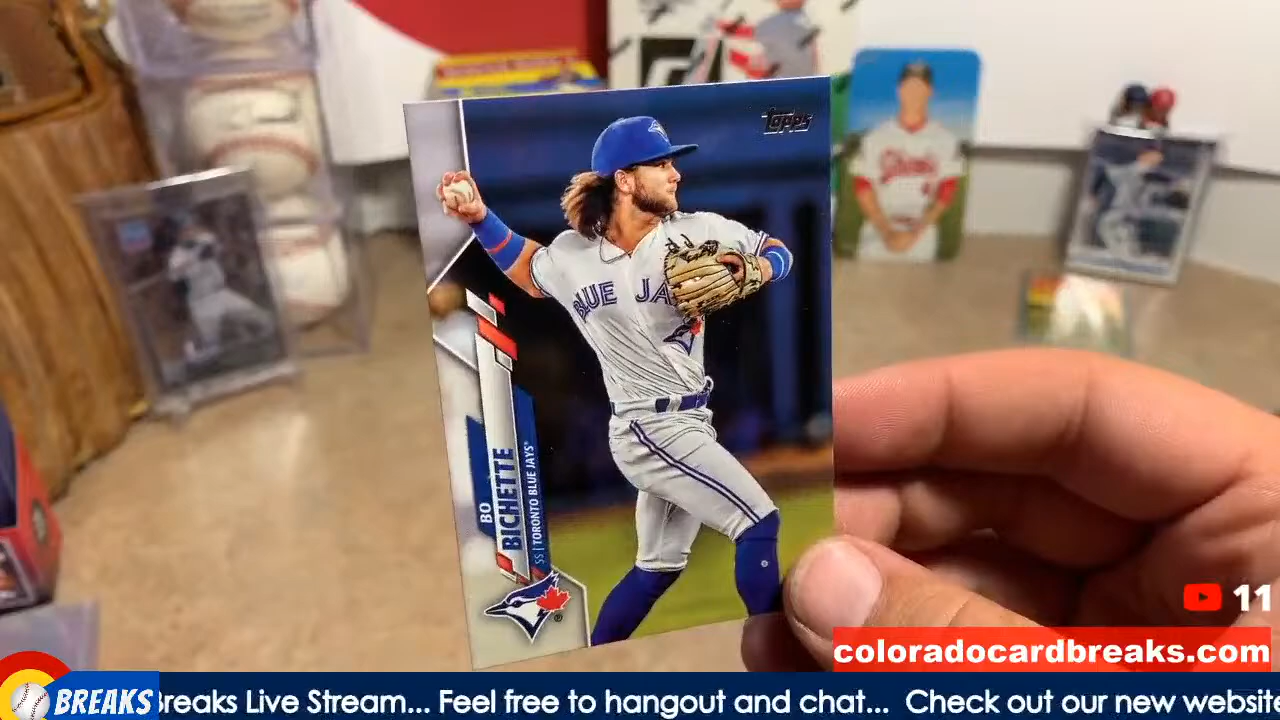 Topps
BLUE JA
BO
BICHETTE
SS | TORONTO BLUE JAYS®
®
11
coloradocardbreaks.com
BREAKS
Breaks Live Stream... Feel free to hangout and chat... Check out our new website